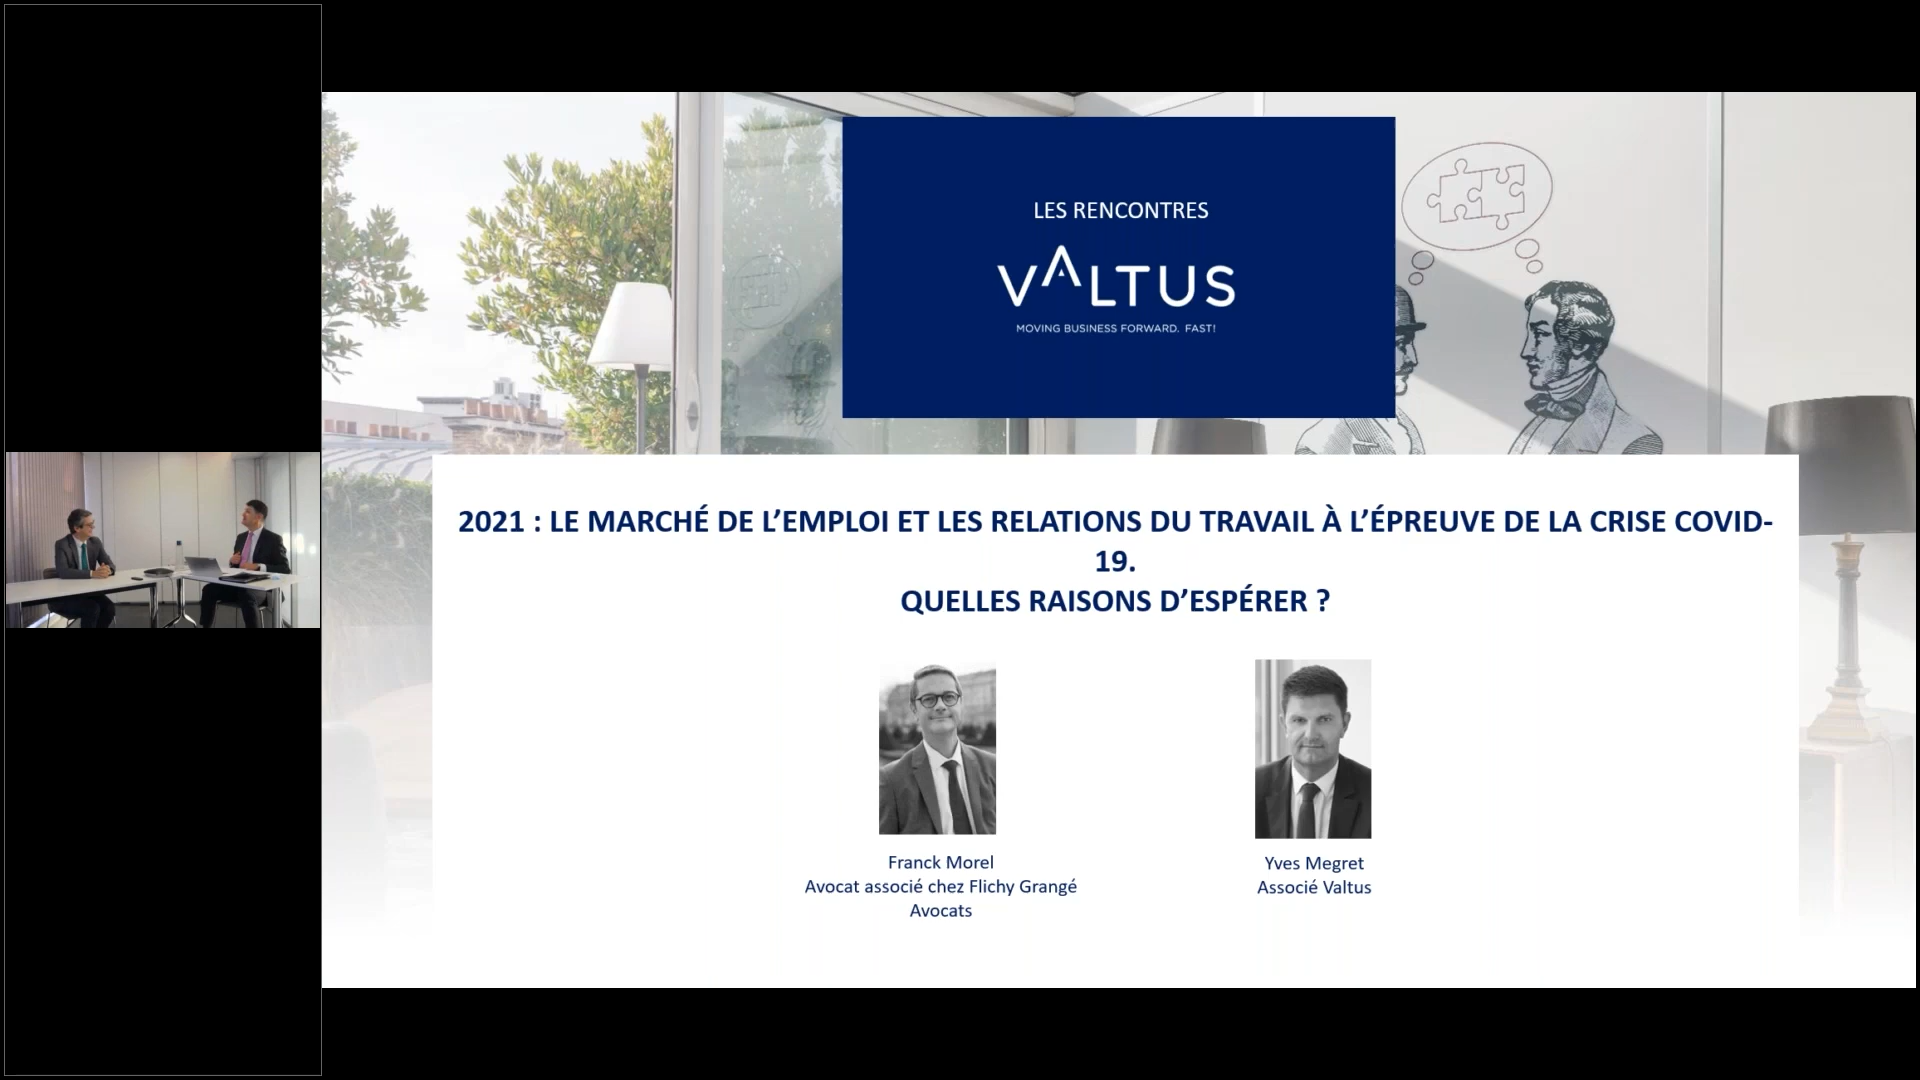 LES RENCONTRES
VALTUS
MOVING BUSINESS FORWARD. FAST!
2021 : LE MARCHÉ DE L’EMPLOI ET LES RELATIONS DU TRAVAIL À L’ÉPREUVE DE LA CRISE COVID-
19.
QUELLES RAISONS D’ESPÉRER ?
Franck Morel
Avocat associé chez Flichy Grangé
Avocats
Yves Megret
Associé Valtus